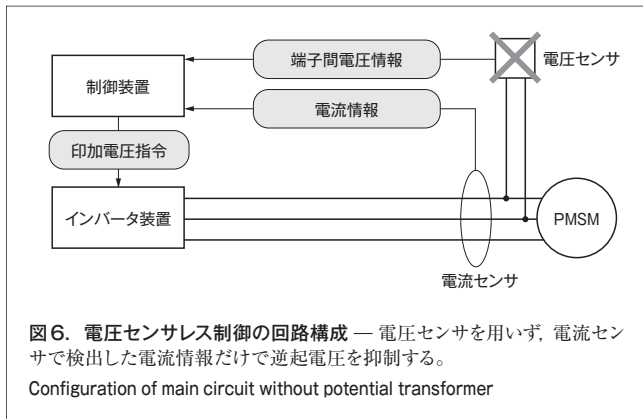 端子間電圧情報
電圧センサ
制御装置
電流情報
印加電圧指令
インバータ装置
PMSM
電流センサ
図6. 電圧センサレス制御の回路構成 — 電圧センサを用いず,電流セン
サで検出した電流情報だけで逆起電圧を抑制する。
Configuration of main circuit without potential transformer